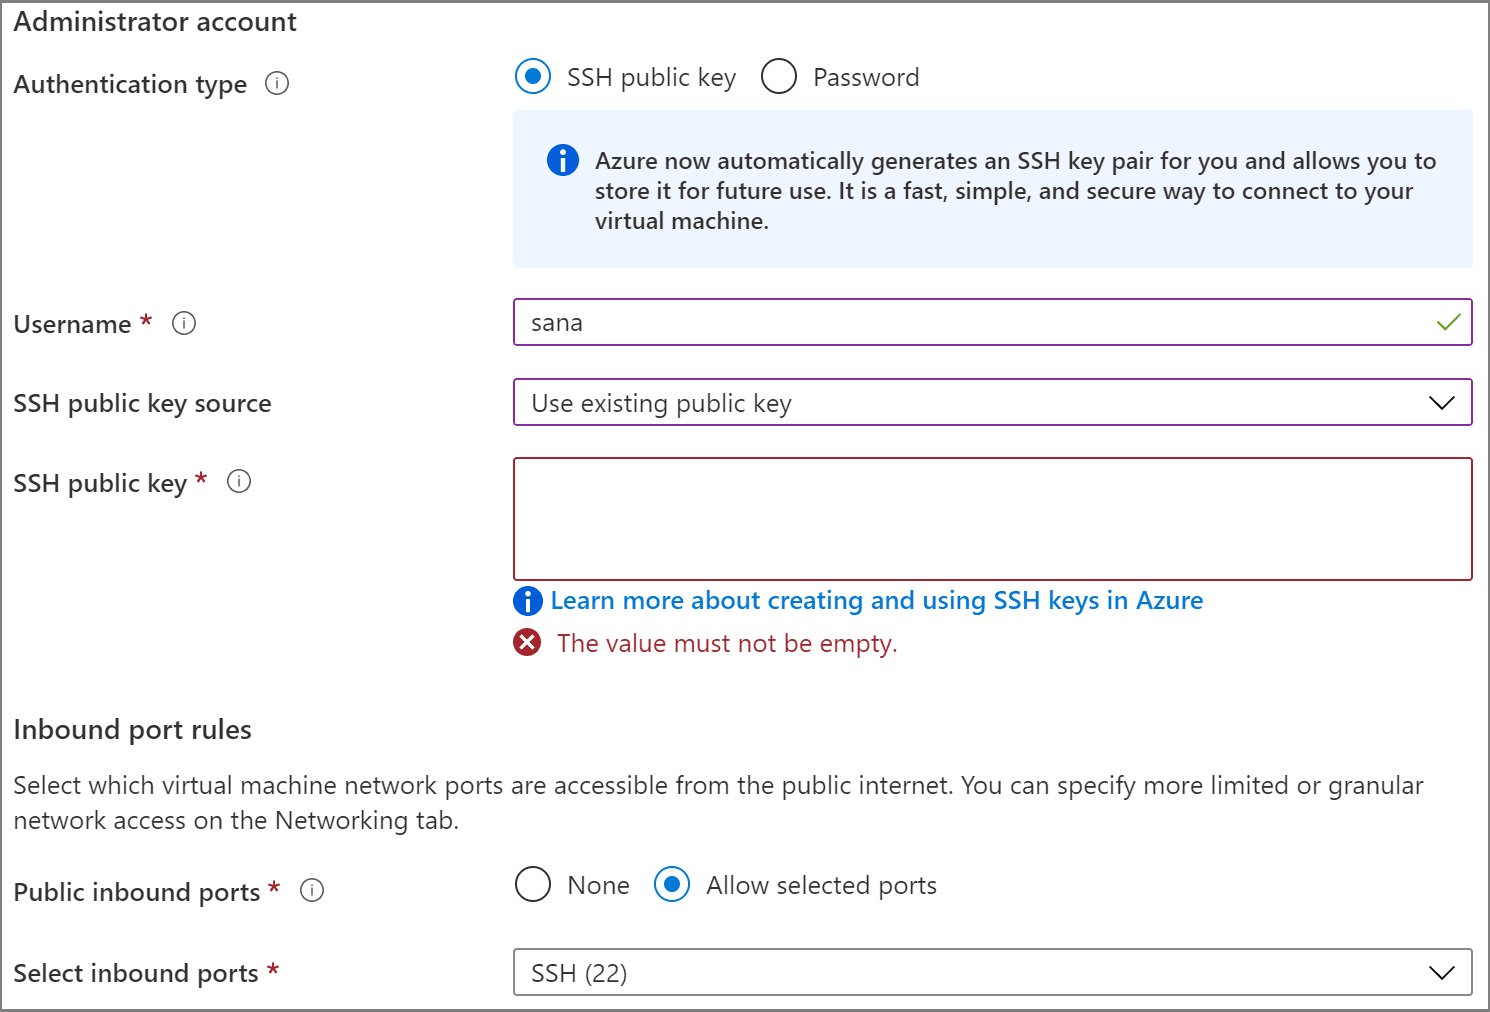 Administrator account
Authentication type
SSH public key
Password
Azure now automatically generates an SSH key pair for you and allows you to
store it for future use. It is a fast, simple, and secure way to connect to your
virtual machine.
Username *
sana
SSH public key source
Use existing public key
SSH public key *
Learn more about creating and using SSH keys in Azure
The value must not be empty.
Inbound port rules
Select which virtual machine network ports are accessible from the public internet. You can specify more limited or granular
network access on the Networking tab.
Public inbound ports *
None
Allow selected ports
Select inbound ports *
SSH (22)